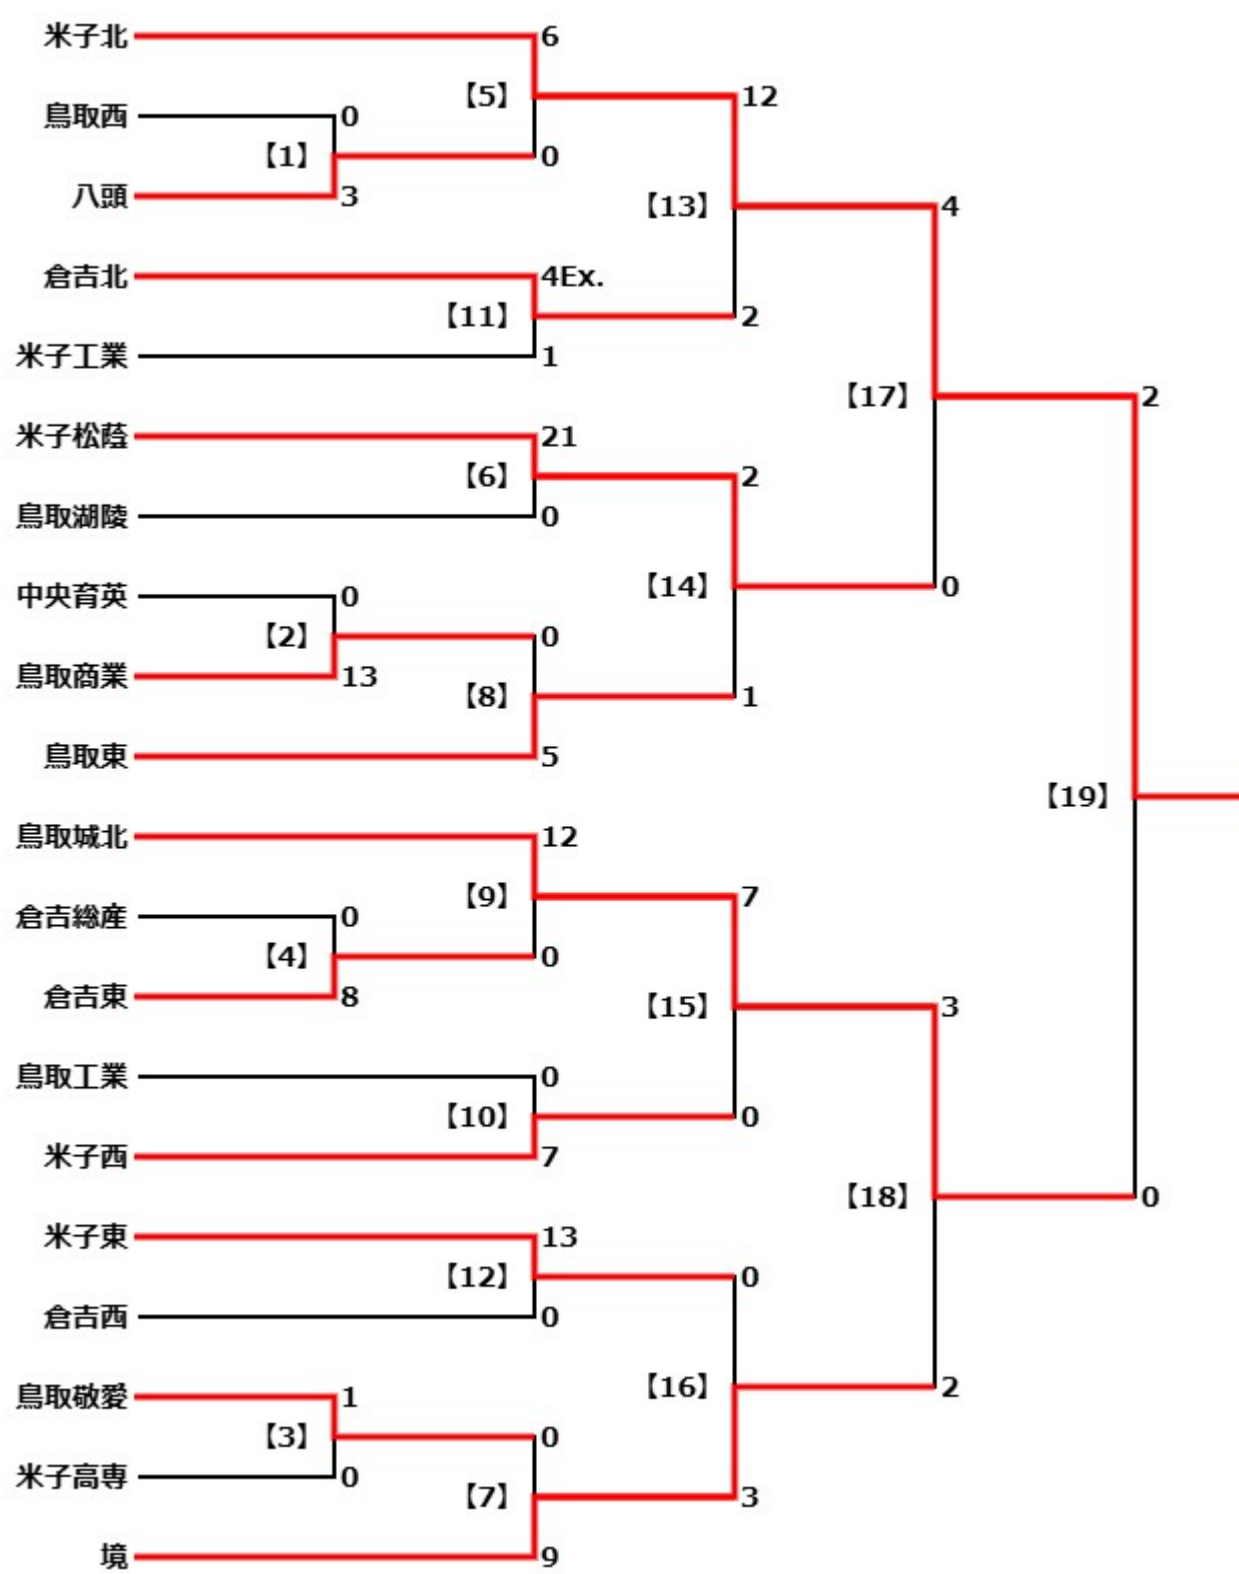 米子北 6
【5】 12
鳥取西 0
【1】 0
八頭 3
【13】 4
倉吉北 4Ex.
【11】 2
米子工業 1
【17】 2
米子松蔭 21
【6】 2
鳥取湖陵 0
【14】 0
中央育英 0
【2】 0
鳥取商業 13
【8】 1
鳥取東 5
【19】
鳥取城北 12
【9】 7
倉吉総産 0
【4】 0
倉吉東 8
【15】 3
鳥取工業 0
【10】 0
米子西 7
【18】 0
米子東 13
【12】 0
倉吉西 0
【16】 2
鳥取敬愛 1
【3】 0
米子高専 0
【7】 3
境 9